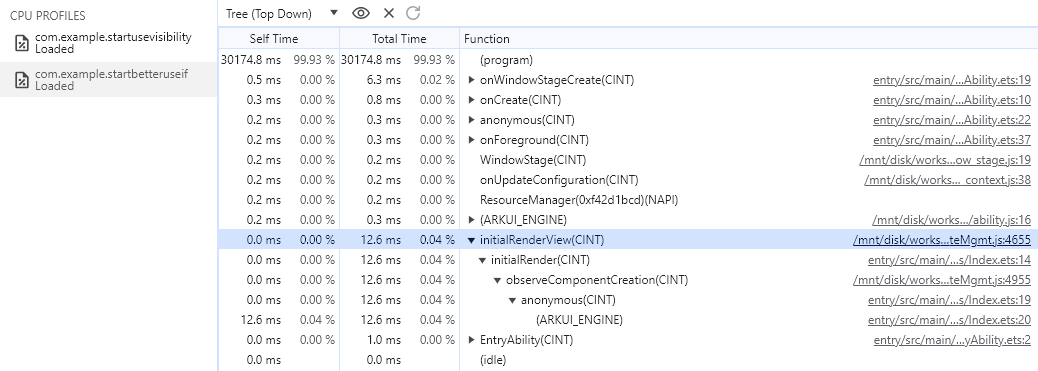 CPU PROFILES
com.example.startusevisibility
Loaded
com.example.startbetteruseif
Loaded
Tree (Top Down)
Self Time Total Time Function
30174.8 ms 99.93 % 30174.8 ms 99.93 % (program)
0.5 ms 0.00 % 6.3 ms 0.02 % onWindowStageCreate(CINT) entry/src/main/...Ability.ets:19
0.3 ms 0.00 % 0.8 ms 0.00 % onCreate(CINT) entry/src/main/...Ability.ets:10
0.2 ms 0.00 % 0.3 ms 0.00 % anonymous(CINT) entry/src/main/...Ability.ets:22
0.2 ms 0.00 % 0.3 ms 0.00 % onForeground(CINT) entry/src/main/...Ability.ets:37
0.2 ms 0.00 % 0.2 ms 0.00 % WindowStage(CINT) /mnt/disk/works...ow_stage.js:19
0.2 ms 0.00 % 0.2 ms 0.00 % onUpdateConfiguration(CINT) /mnt/disk/works..._context.js:38
0.2 ms 0.00 % 0.2 ms 0.00 % ResourceManager(0xf42d1bcd)(NAPI)
0.2 ms 0.00 % 0.3 ms 0.00 % (ARKUI_ENGINE) /mnt/disk/works.../ability.js:16
0.0 ms 0.00 % 12.6 ms 0.04 % initialRenderView(CINT) /mnt/disk/works...teMgmt.js:4655
0.0 ms 0.00 % 12.6 ms 0.04 % initialRender(CINT) entry/src/main/...s/Index.ets:14
0.0 ms 0.00 % 12.6 ms 0.04 % observeComponentCreation(CINT) /mnt/disk/works...teMgmt.js:4955
0.0 ms 0.00 % 12.6 ms 0.04 % anonymous(CINT) entry/src/main/...s/Index.ets:19
12.6 ms 0.04 % 12.6 ms 0.04 % (ARKUI_ENGINE) entry/src/main/...s/Index.ets:20
0.0 ms 0.00 % 1.0 ms 0.00 % EntryAbility(CINT) entry/src/main/...yAbility.ets:2
0.0 ms 0.0 ms (idle)